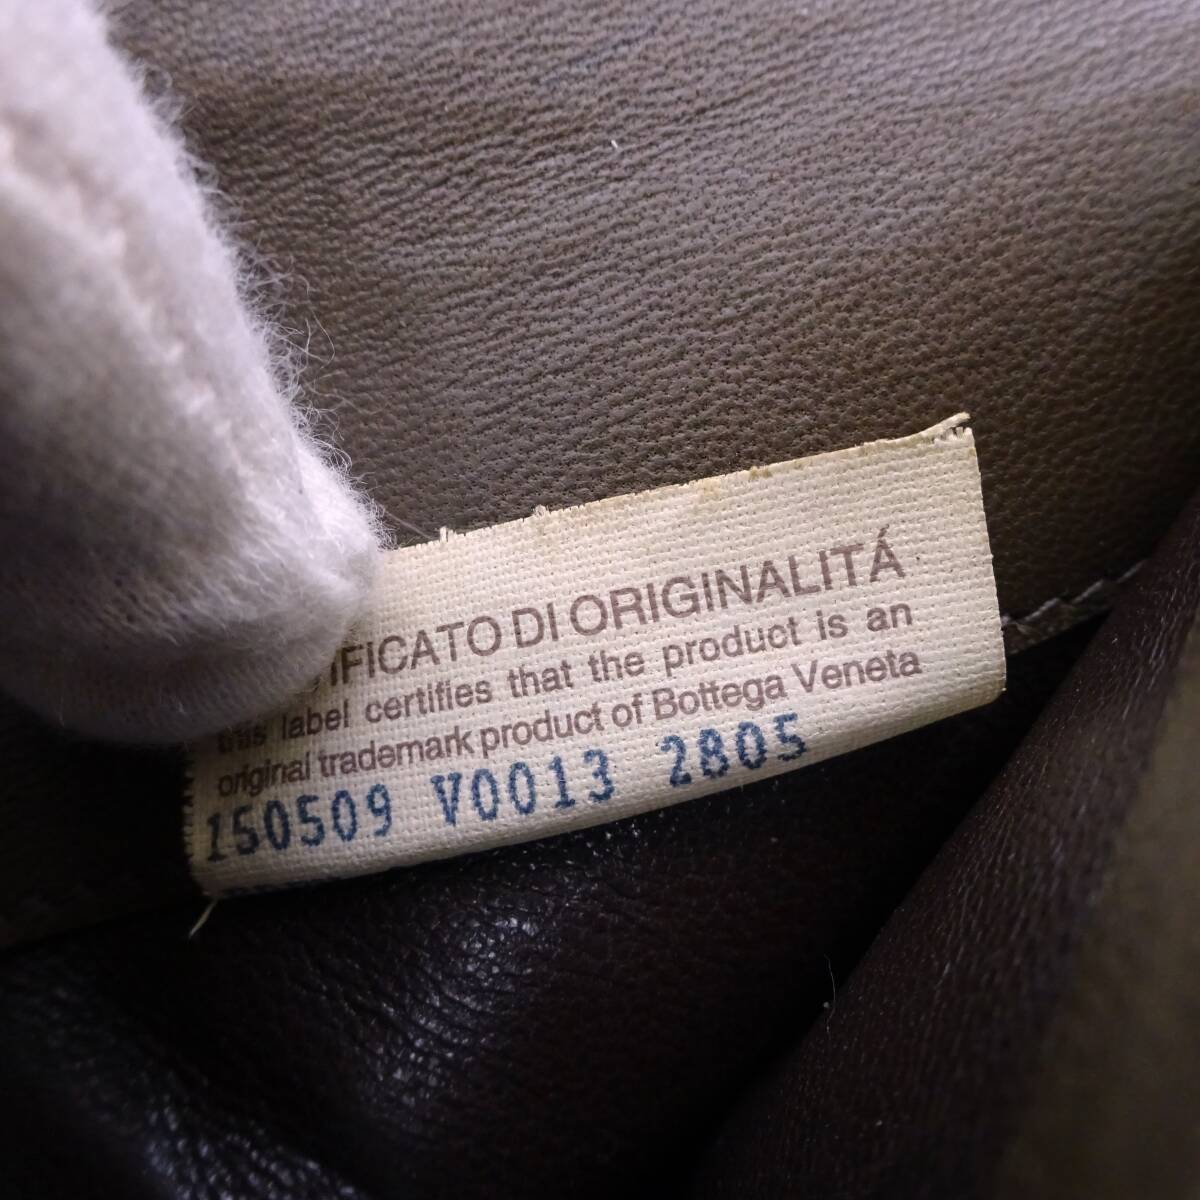 IFICATO DI ORIGINALITÁ
this label certifies that the product is an
original trademark product of Bottega Veneta
150509 V0013 2805